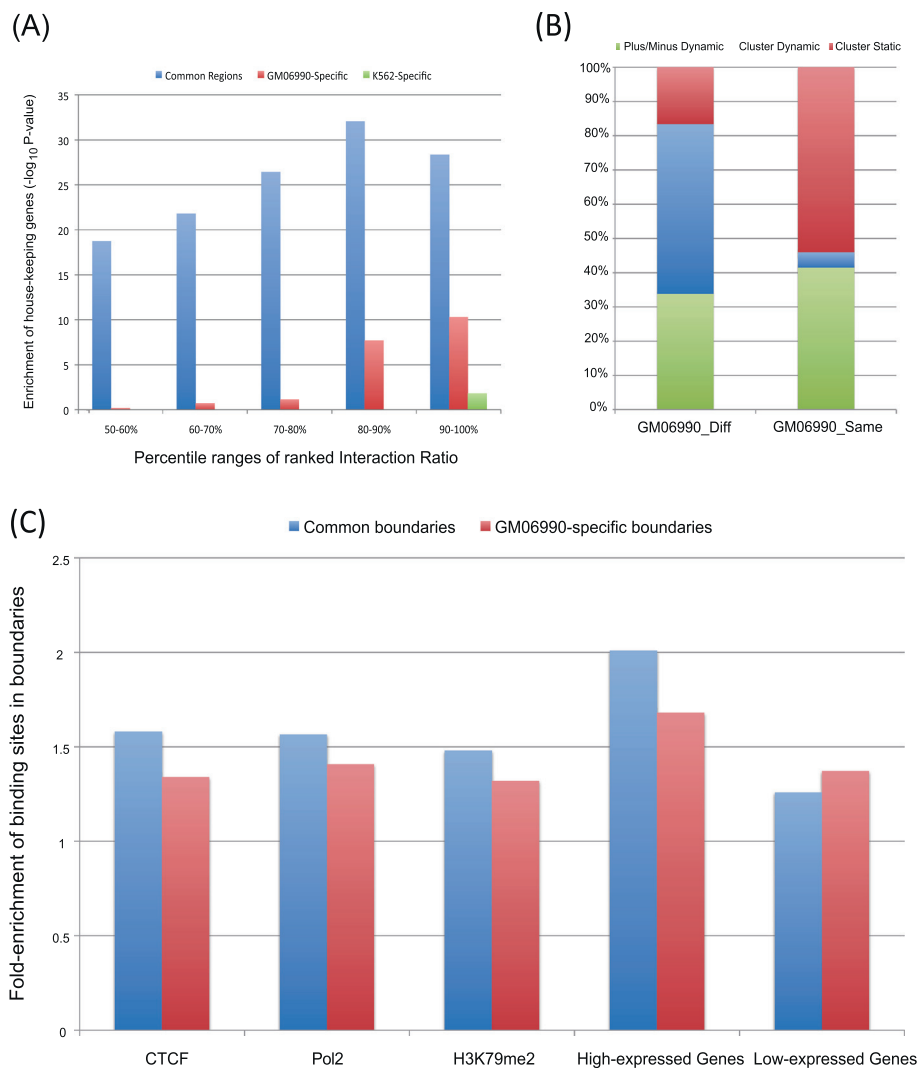 (A)
Common Regions GM06990-Specific K562-Specific
Enrichment of house-keeping genes (-log10 P-value)
35
30
25
20
15
10
5
0
50-60% 60-70% 70-80% 80-90% 90-100%
Percentile ranges of ranked Interaction Ratio
(B)
Plus/Minus Dynamic Cluster Dynamic Cluster Static
100%
90%
80%
70%
60%
50%
40%
30%
20%
10%
0%
GM06990_Diff GM06990_Same
(C)
Common boundaries GM06990-specific boundaries
Fold-enrichment of binding sites in boundaries
2.5
2
1.5
1
0.5
0
CTCF Pol2 H3K79me2 High-expressed Genes Low-expressed Genes